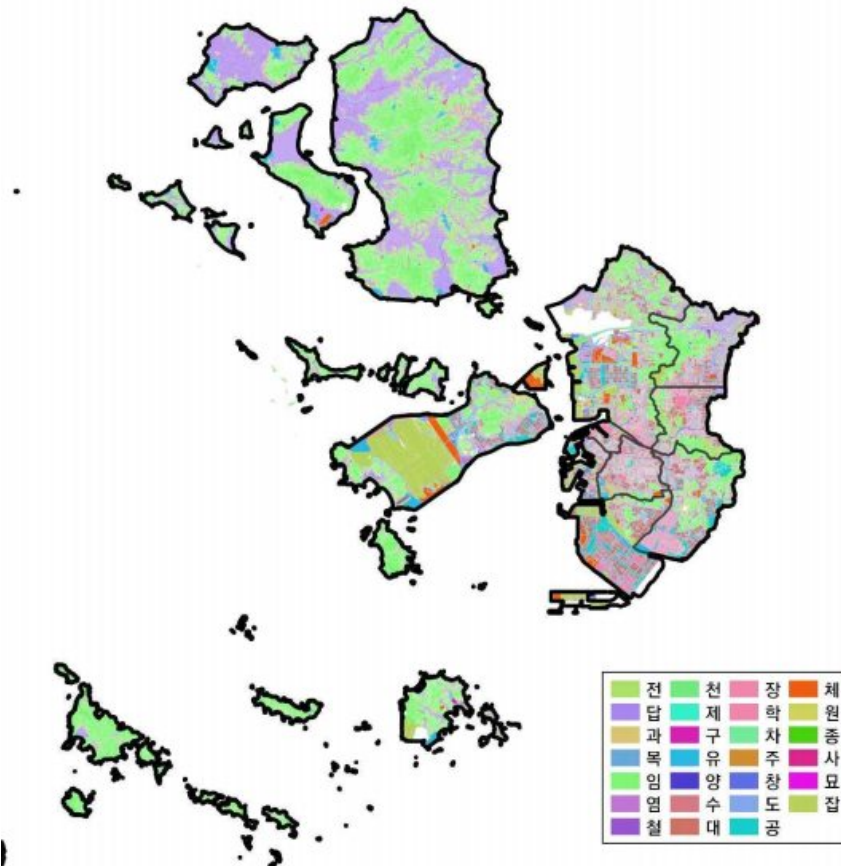 전 천 장 체
답 제 학 원
과 구 차 종
목 유 주 사
임 양 창 묘
염 수 도 잡
철 대 공